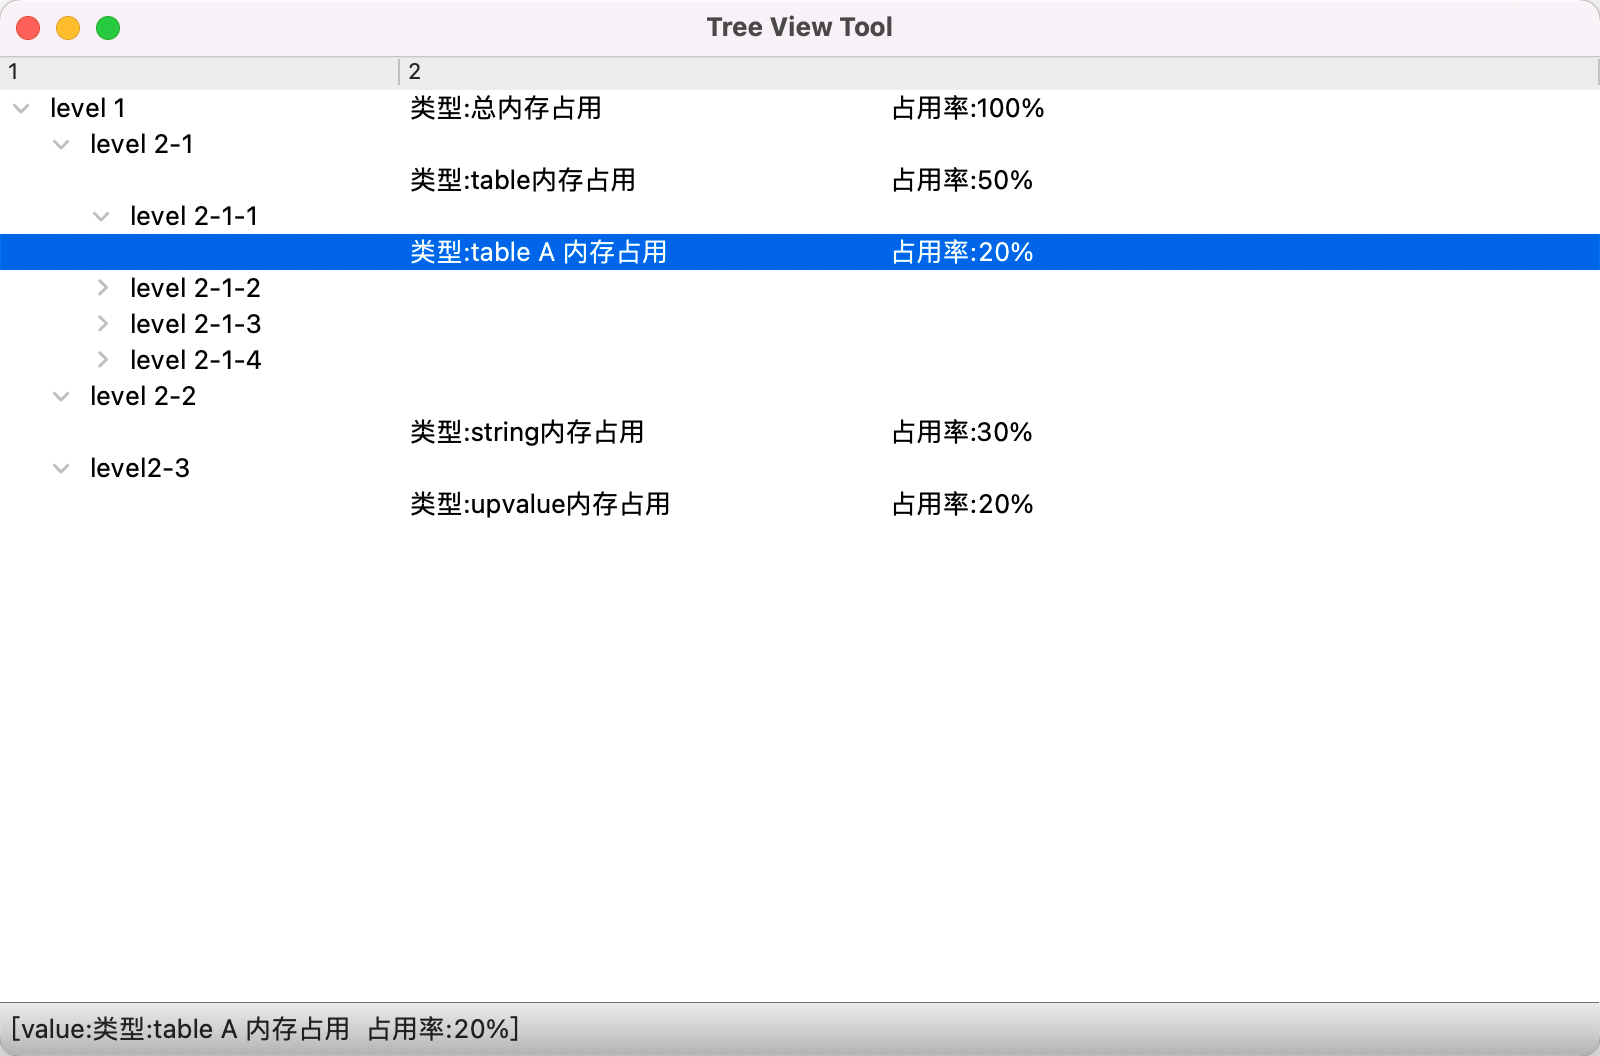 Tree View Tool
1 2
level 1 类型:总内存占用 占用率:100%
level 2-1
类型:table内存占用 占用率:50%
level 2-1-1
类型:table A 内存占用 占用率:20%
level 2-1-2
level 2-1-3
level 2-1-4
level 2-2
类型:string内存占用 占用率:30%
level2-3
类型:upvalue内存占用 占用率:20%
[value:类型:table A 内存占用 占用率:20%]